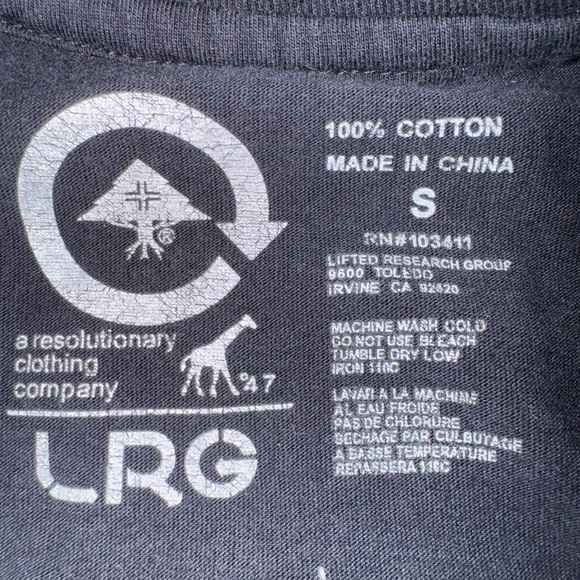 ®
a resolutionary
clothing
company
°47
LRG
100% COTTON
MADE IN CHINA
S
RN#103411
LIFTED RESEARCH GROUP
9600 TOLEDO
IRVINE CA 92620
MACHINE WASH COLD
DO NOT USE BLEACH
TUMBLE DRY LOW
IRON 110C
LAVAR A LA MACHINE
AL EAU FROIDE
PAS DE CHLORURE
SECHAGE PAR CULBUTAGE
A BASSE TEMPERATURE
REPASSERA 110C